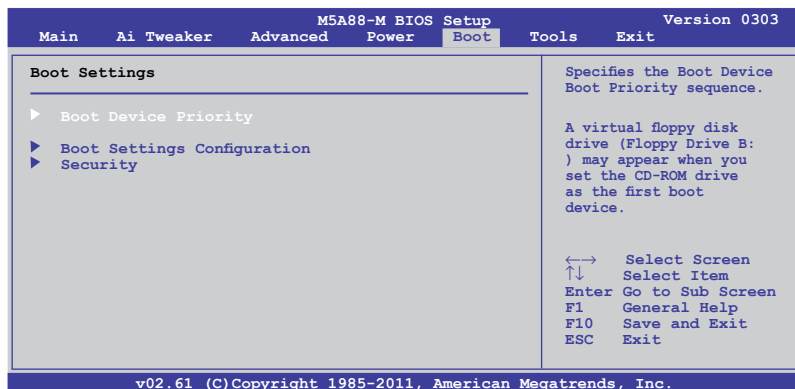 M5A88-M BIOS Setup Version 0303
Main Ai Tweaker Advanced Power Boot Tools Exit
Boot Settings
Boot Device Priority
Boot Settings Configuration
Security
Specifies the Boot Device
Boot Priority sequence.
A virtual floppy disk
drive (Floppy Drive B:
) may appear when you
set the CD-ROM drive
as the first boot
device.
←→ Select Screen
↑↓ Select Item
Enter Go to Sub Screen
F1 General Help
F10 Save and Exit
ESC Exit
v02.61 (C)Copyright 1985-2011, American Megatrends, Inc.